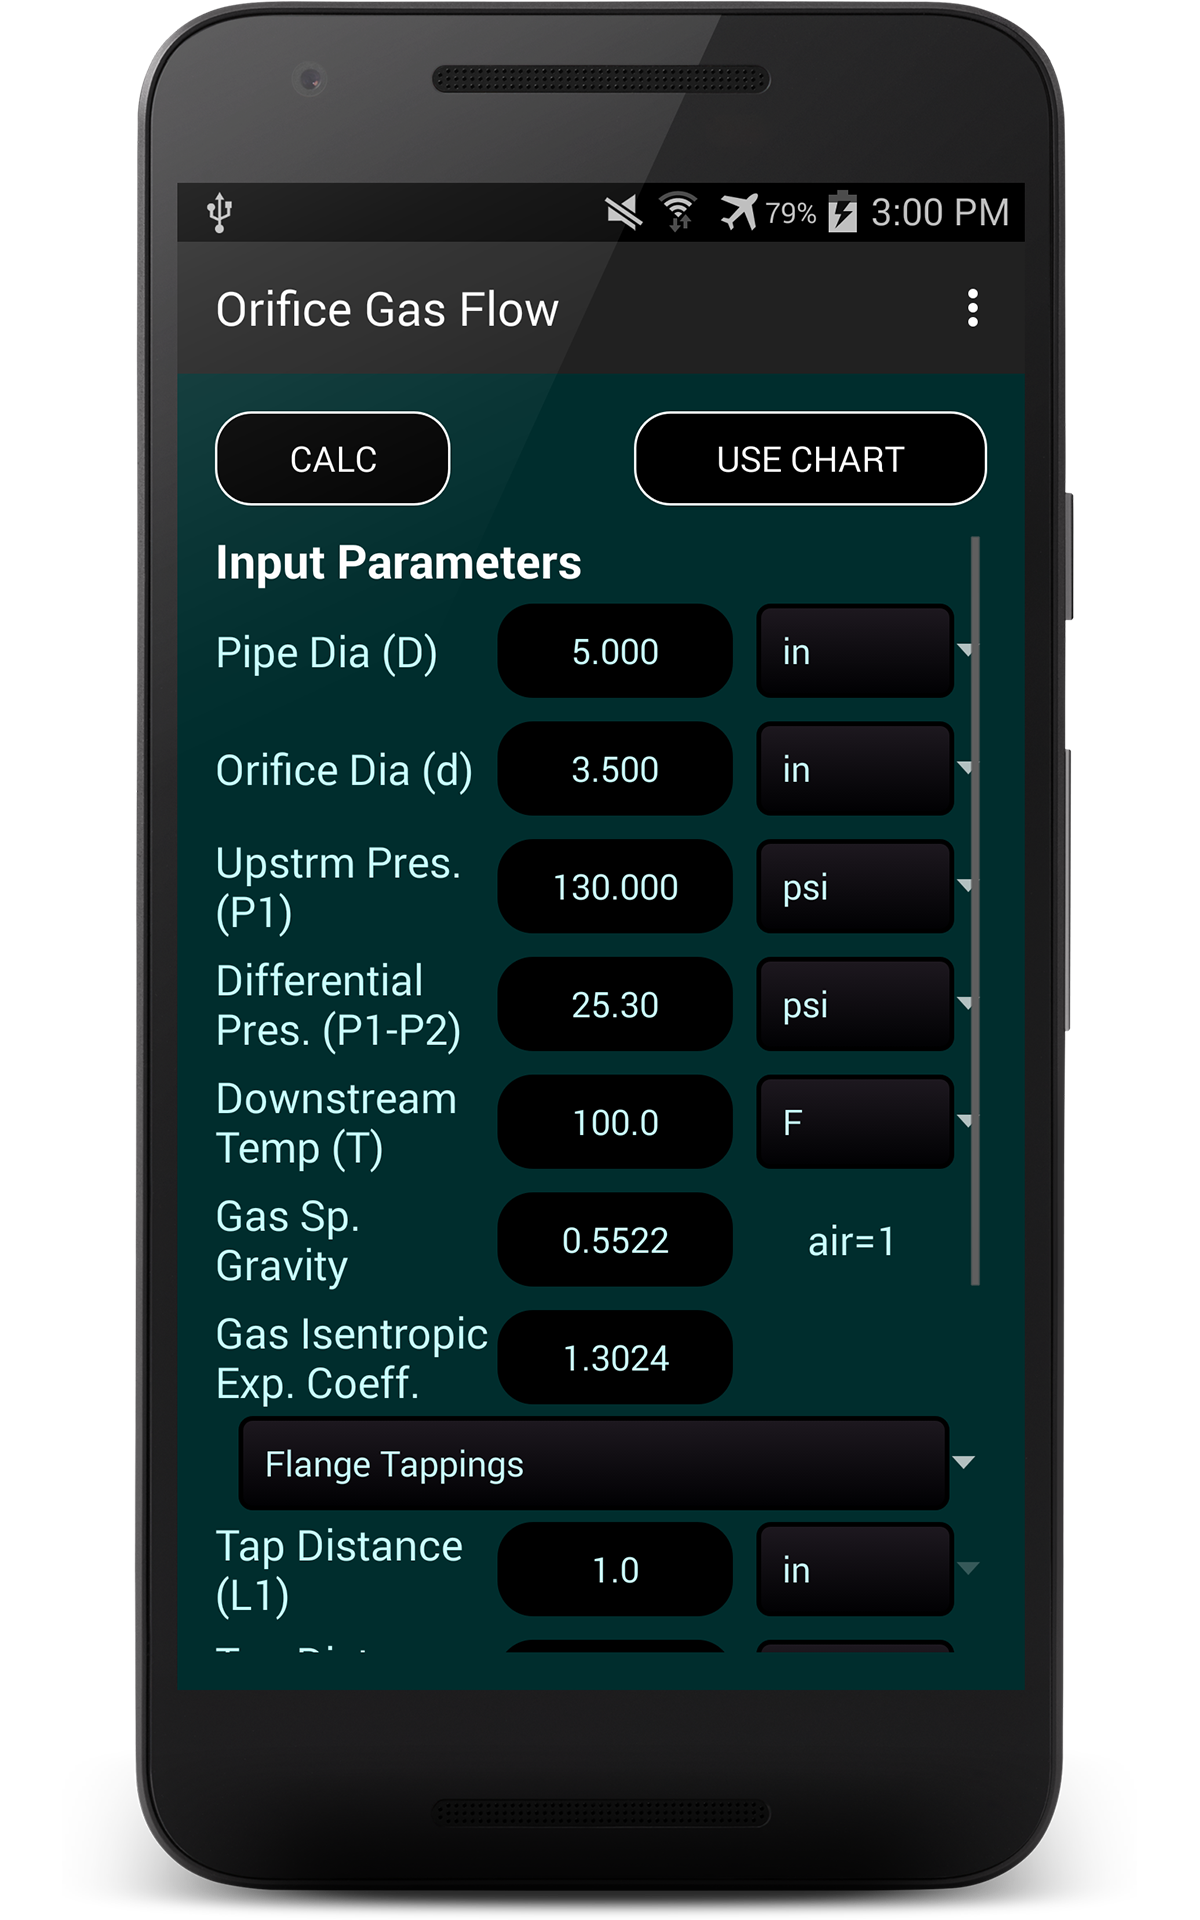 79% 3:00 PM
Orifice Gas Flow
CALC USE CHART
Input Parameters
Pipe Dia (D) 5.000 in
Orifice Dia (d) 3.500 in
Upstrm Pres.
(P1) 130.000 psi
Differential
Pres. (P1-P2) 25.30 psi
Downstream
Temp (T) 100.0 F
Gas Sp.
Gravity 0.5522 air=1
Gas Isentropic
Exp. Coeff. 1.3024
Flange Tappings
Tap Distance
(L1) 1.0 in